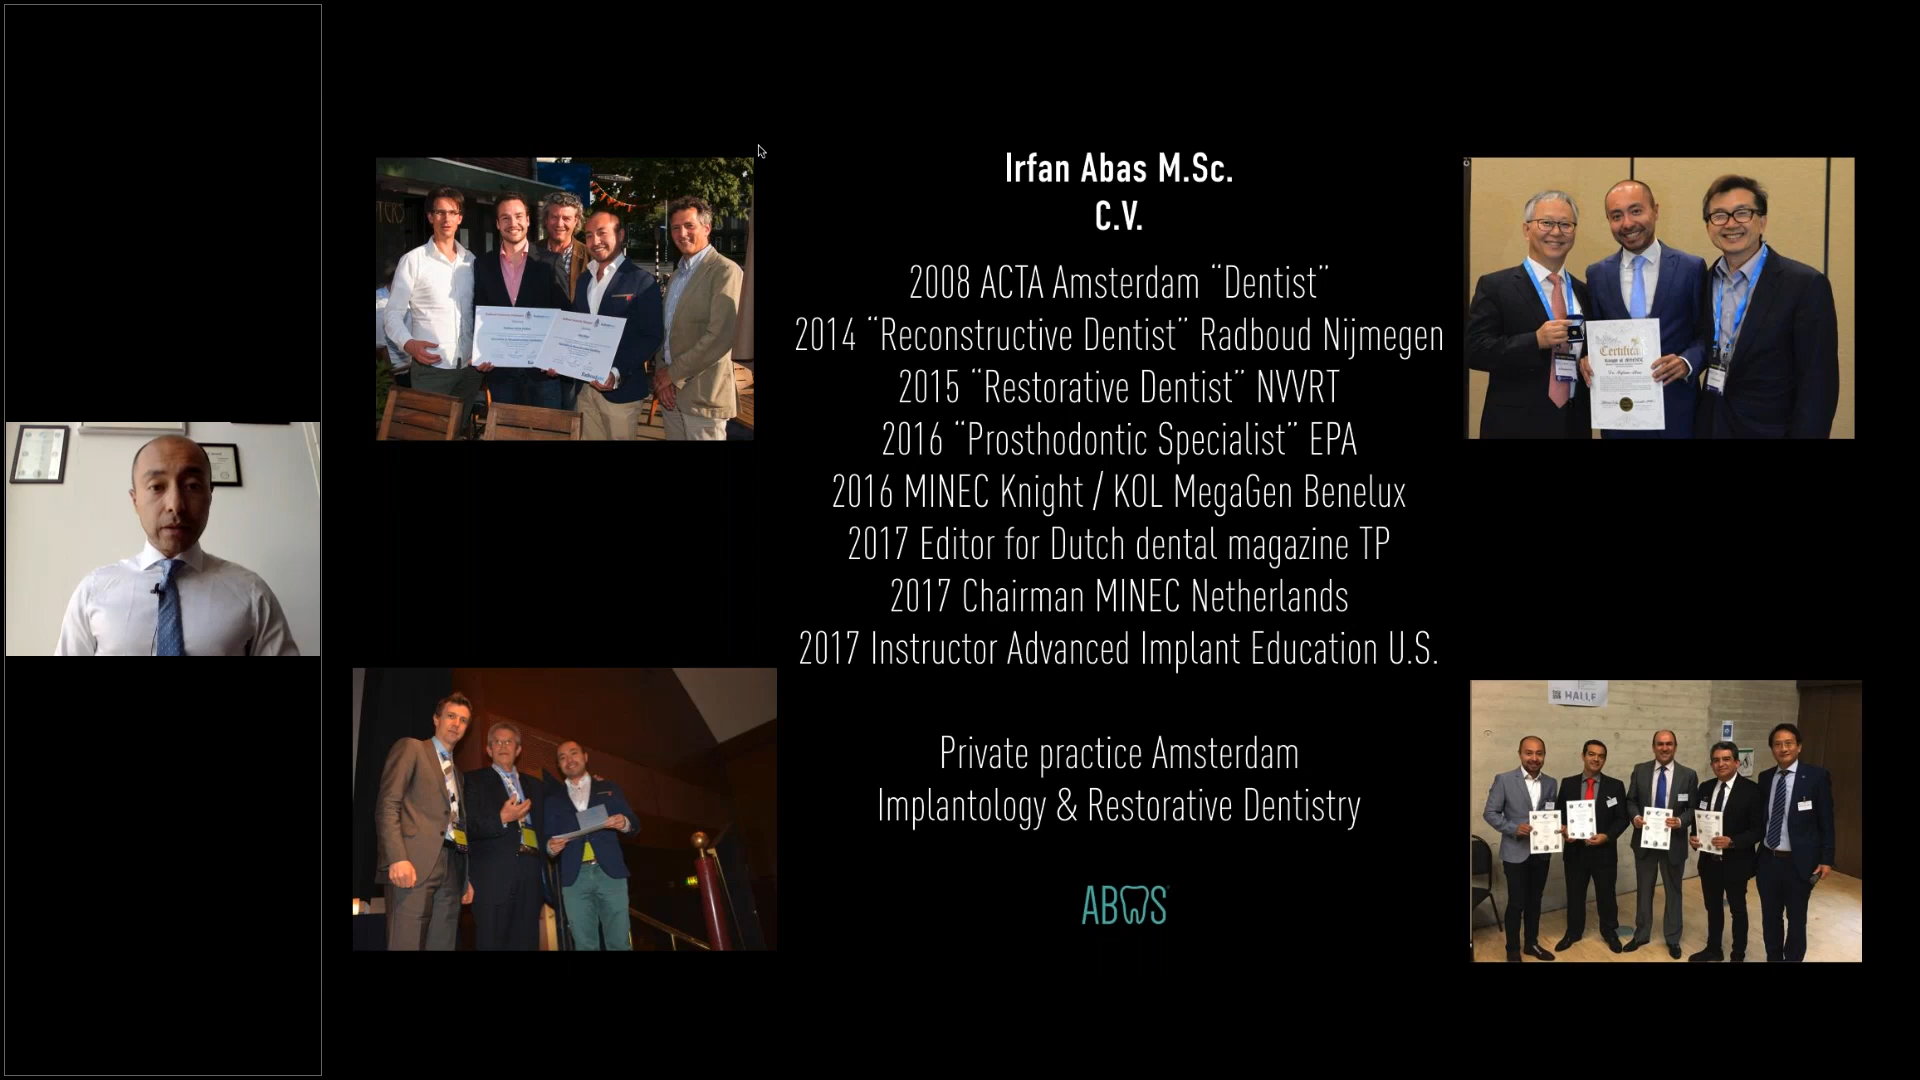 Irfan Abas M.Sc.
C.V.
2008 ACTA Amsterdam “Dentist”
2014 “Reconstructive Dentist” Radboud Nijmegen
2015 “Restorative Dentist” NVVRT
2016 “Prosthodontic Specialist” EPA
2016 MINEC Knight / KOL MegaGen Benelux
2017 Editor for Dutch dental magazine TP
2017 Chairman MINEC Netherlands
2017 Instructor Advanced Implant Education U.S.
Private practice Amsterdam
Implantology & Restorative Dentistry
ABAS
HALLE